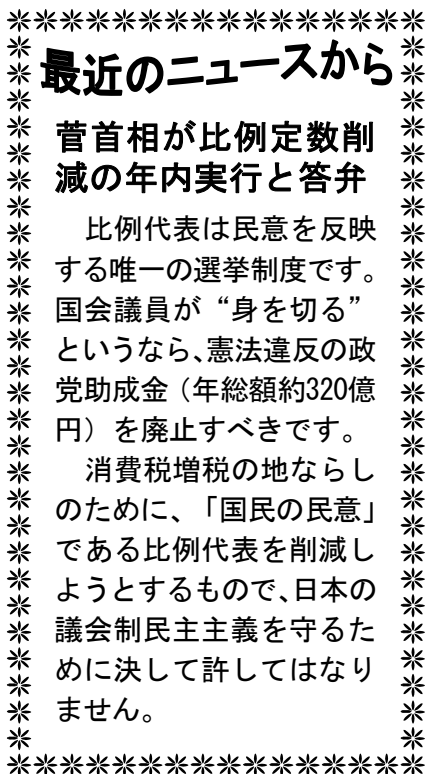 最近のニュースから
菅首相が比例定数削
減の年内実行と答弁
　比例代表は民意を反映
する唯一の選挙制度です。
国会議員が“身を切る”
というなら、憲法違反の政
党助成金（年総額約320億
円）を廃止すべきです。
　消費税増税の地ならし
のために、「国民の民意」
である比例代表を削減し
ようとするもので、日本の
議会制民主主義を守るた
めに決して許してはなり
ません。